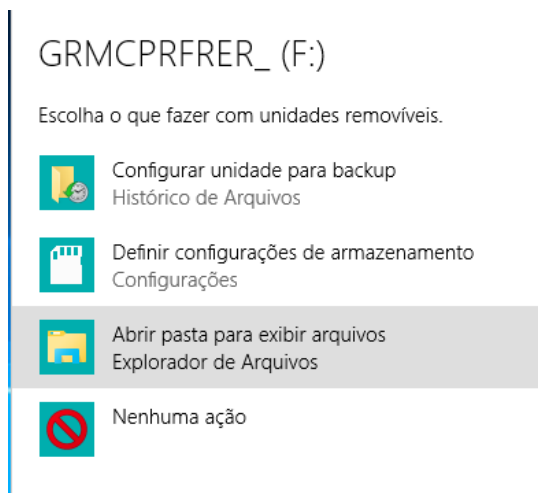 GRMCPRFRER_ (F:)
Escolha o que fazer com unidades removíveis.
Configurar unidade para backup
Histórico de Arquivos
Definir configurações de armazenamento
Configurações
Abrir pasta para exibir arquivos
Explorador de Arquivos
Nenhuma ação